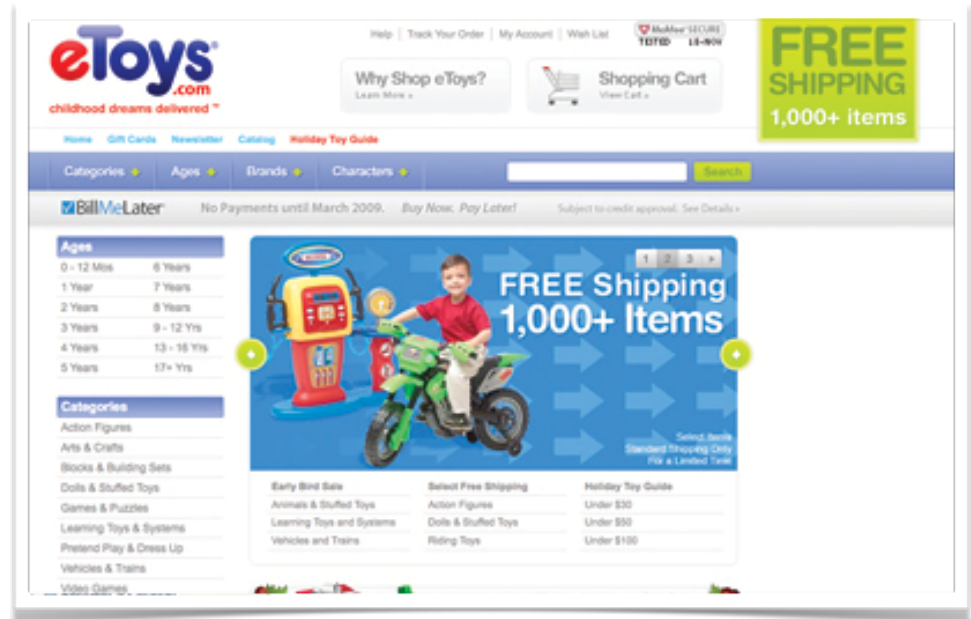 eToys.com
childhood dreams delivered ™
Help | Track Your Order | My Account | Wish List
McAfee SECURE
TESTED 18-NOV
Why Shop eToys?
Learn More »
Shopping Cart
View Cart »
FREE
SHIPPING
1,000+ items
Home Gift Cards Newsletter Catalog Holiday Toy Guide
Categories Ages Brands Characters Search
BillMeLater No Payments until March 2009. Buy Now. Pay Later! Subject to credit approval. See Details »
Ages
0 - 12 Mos 6 Years
1 Year 7 Years
2 Years 8 Years
3 Years 9 - 12 Yrs
4 Years 13 - 16 Yrs
5 Years 17+ Yrs
Categories
Action Figures
Arts & Crafts
Blocks & Building Sets
Dolls & Stuffed Toys
Games & Puzzles
Learning Toys & Systems
Pretend Play & Dress Up
Vehicles & Trains
Video Games
1 2 3 »
FREE Shipping
1,000+ Items
Select Items
Standard Shipping Only
For a Limited Time
Early Bird Sale
Animals & Stuffed Toys
Learning Toys and Systems
Vehicles and Trains
Select Free Shipping
Action Figures
Dolls & Stuffed Toys
Riding Toys
Holiday Toy Guide
Under $30
Under $50
Under $100